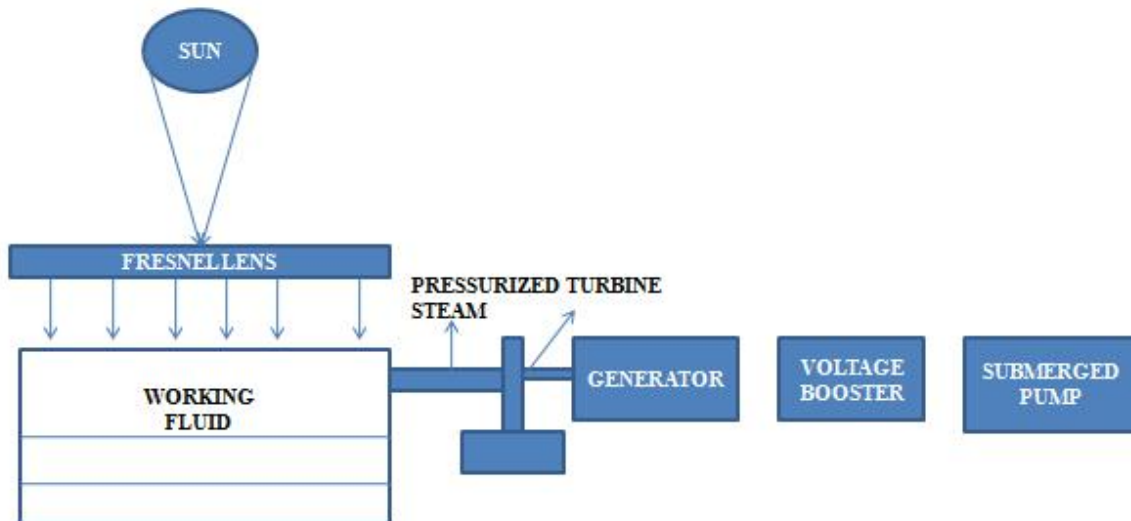 SUN
FRESNEL LENS
PRESSURIZED TURBINE
STEAM
WORKING
FLUID
GENERATOR
VOLTAGE
BOOSTER
SUBMERGED
PUMP